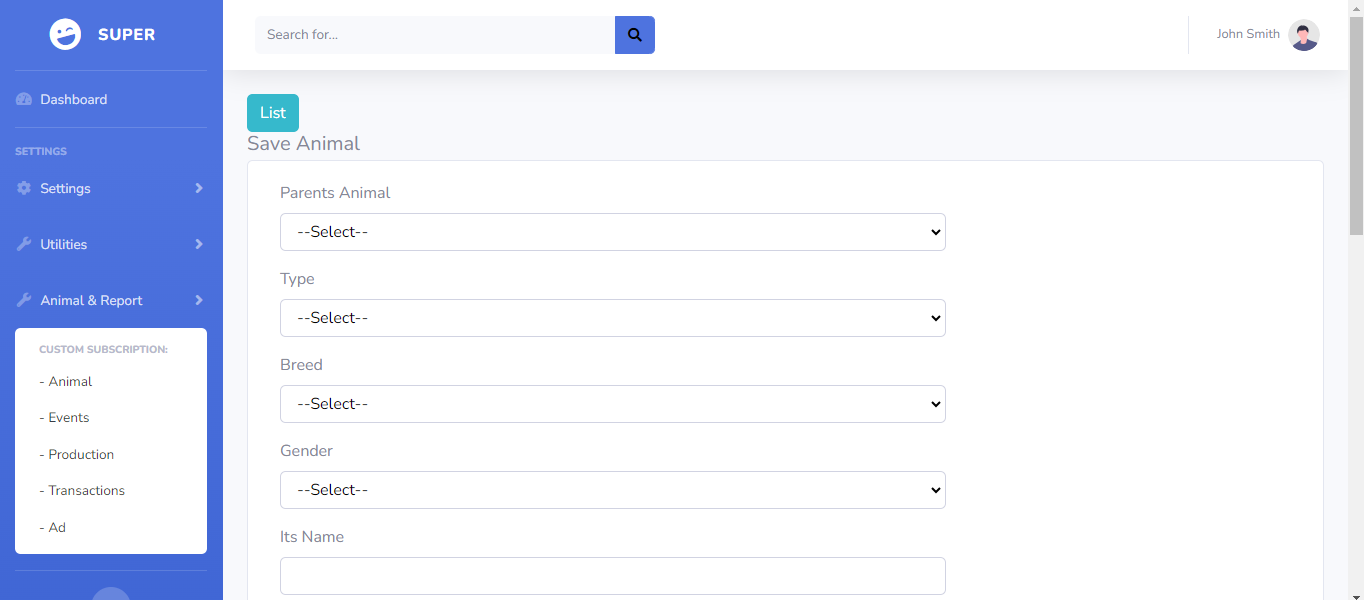 SUPER
Search for...
John Smith
Dashboard
SETTINGS
Settings
Utilities
Animal & Report
CUSTOM SUBSCRIPTION:
- Animal
- Events
- Production
- Transactions
- Ad
List
Save Animal
Parents Animal
--Select--
Type
--Select--
Breed
--Select--
Gender
--Select--
Its Name